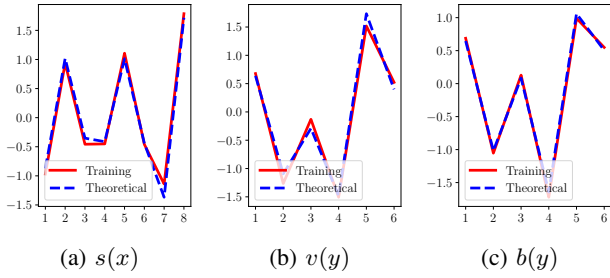 1.5
1.0
0.5
0.0
−0.5
−1.0
−1.5
1 2 3 4 5 6 7 8
Training
Theoretical
(a) s(x)
1.5
1.0
0.5
0.0
−0.5
−1.0
−1.5
1 2 3 4 5 6
Training
Theoretical
(b) v(y)
1.0
0.5
0.0
−0.5
−1.0
−1.5
1 2 3 4 5 6
Training
Theoretical
(c) b(y)